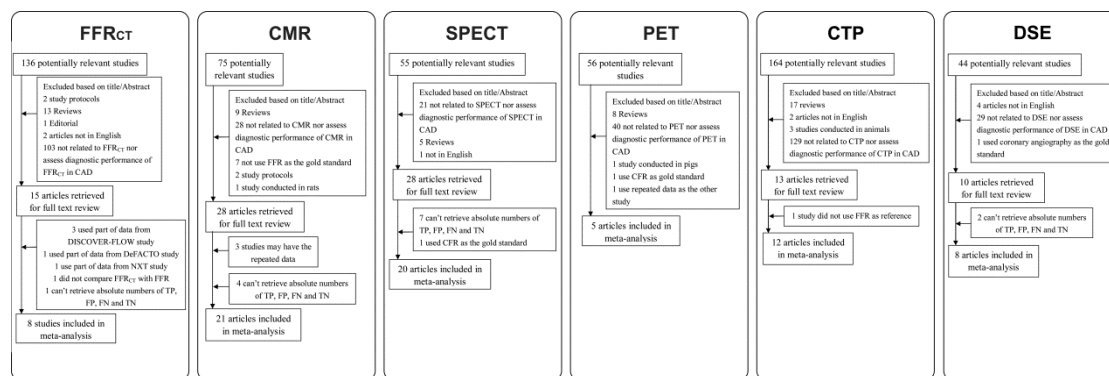 FFRCT
136 potentially relevant studies
Excluded based on title/Abstract
2 study protocols
13 Reviews
1 Editorial
2 articles not in English
103 not related to FFRCT nor
assess diagnostic performance of
FFRCT in CAD
15 articles retrieved
for full text review
3 used part of data from
DISCOVER-FLOW study
1 used part of data from DeFACTO study
1 use part of data from NXT study
1 did not compare FFRCT with FFR
1 can't retrieve absolute numbers of TP,
FP, FN and TN
8 studies included in
meta-analysis
CMR
75 potentially
relevant studies
Excluded based on title/Abstract
9 Reviews
28 not related to CMR nor assess
diagnostic performance of CMR in
CAD
7 not use FFR as the gold standard
2 study protocols
1 study conducted in rats
28 articles retrieved
for full text review
3 studies may have the
repeated data
4 can't retrieve absolute numbers
of TP, FP, FN and TN
21 articles included
in meta-analysis
SPECT
55 potentially relevant studies
Excluded based on title/Abstract
21 not related to SPECT nor assess
diagnostic performance of SPECT in
CAD
5 Reviews
1 not in English
28 articles retrieved
for full text review
7 can't retrieve absolute numbers of
TP, FP, FN and TN
1 used CFR as the gold standard
20 articles included in
meta-analysis
PET
56 potentially relevant
studies
Excluded based on title/Abstract
8 Reviews
40 not related to PET nor assess
diagnostic performance of PET in
CAD
1 study conducted in pigs
1 use CFR as gold standard
1 use repeated data as the other
study
5 articles included in
meta-analysis
CTP
164 potentially relevant studies
Excluded based on title/Abstract
17 reviews
2 articles not in English
3 studies conducted in animals
129 not related to CTP nor assess
diagnostic performance of CTP in CAD
13 articles retrieved
for full text review
1 study did not use FFR as reference
12 articles included
in meta-analysis
DSE
44 potentially relevant studies
Excluded based on title/Abstract
4 articles not in English
29 not related to DSE nor assess
diagnostic performance of DSE in CAD
1 used coronary angiography as the gold
standard
10 articles retrieved
for full text review
2 can't retrieve absolute numbers
of TP, FP, FN and TN
8 articles included in
meta-analysis